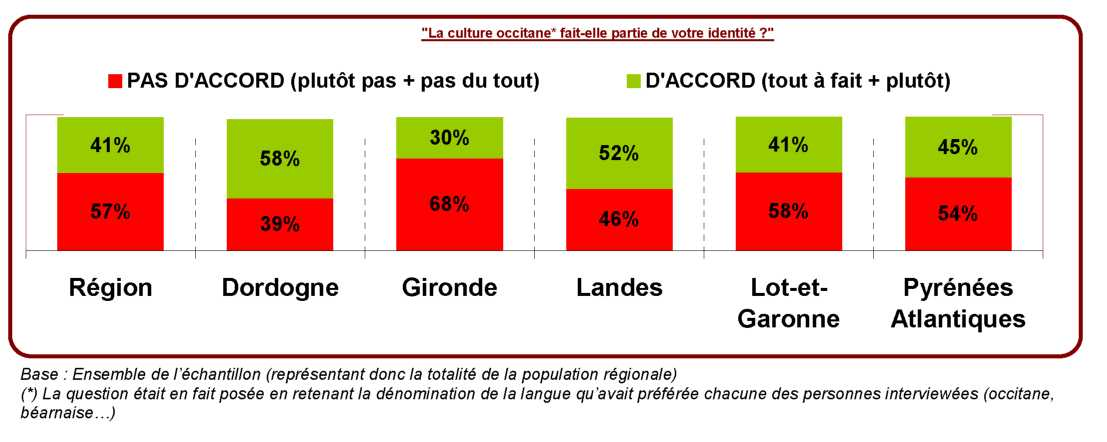 "La culture occitane* fait-elle partie de votre identité ?"
PAS D'ACCORD (plutôt pas + pas du tout) D'ACCORD (tout à fait + plutôt)
41% 58% 30% 52% 41% 45%
57% 39% 68% 46% 58% 54%
Région Dordogne Gironde Landes Lot-et- Pyrénées
Garonne Atlantiques
Base : Ensemble de l’échantillon (représentant donc la totalité de la population régionale)
(*) La question était en fait posée en retenant la dénomination de la langue qu’avait préférée chacune des personnes interviewées (occitane,
béarnaise…)